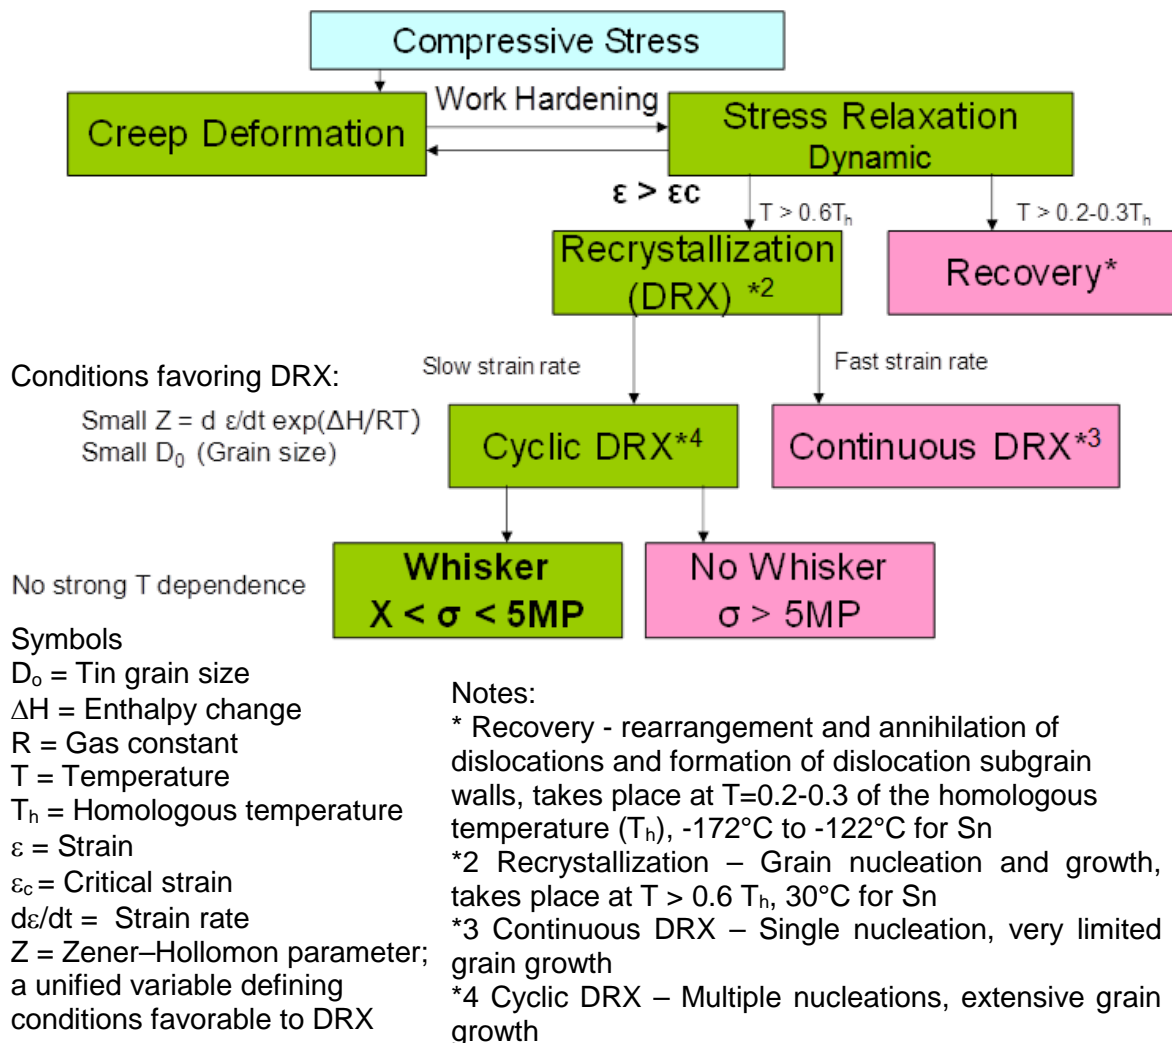 Compressive Stress
Work Hardening
Creep Deformation
Stress Relaxation
Dynamic
ε > εc
T > 0.6Tₕ
T > 0.2-0.3Tₕ
Recrystallization
(DRX) *2
Recovery*
Slow strain rate
Fast strain rate
Conditions favoring DRX:
Small Z = d ε/dt exp(ΔH/RT)
Small D₀ (Grain size)
Cyclic DRX*4
Continuous DRX*3
Whisker
X < σ < 5MP
No Whisker
σ > 5MP
No strong T dependence
Symbols
Dₒ = Tin grain size
ΔH = Enthalpy change
R = Gas constant
T = Temperature
Tₕ = Homologous temperature
ε = Strain
εc = Critical strain
dε/dt = Strain rate
Z = Zener–Hollomon parameter;
a unified variable defining
conditions favorable to DRX
Notes:
* Recovery - rearrangement and annihilation of
dislocations and formation of dislocation subgrain
walls, takes place at T=0.2-0.3 of the homologous
temperature (Tₕ), -172°C to -122°C for Sn
*2 Recrystallization – Grain nucleation and growth,
takes place at T > 0.6 Tₕ, 30°C for Sn
*3 Continuous DRX – Single nucleation, very limited
grain growth
*4 Cyclic DRX – Multiple nucleations, extensive grain
growth